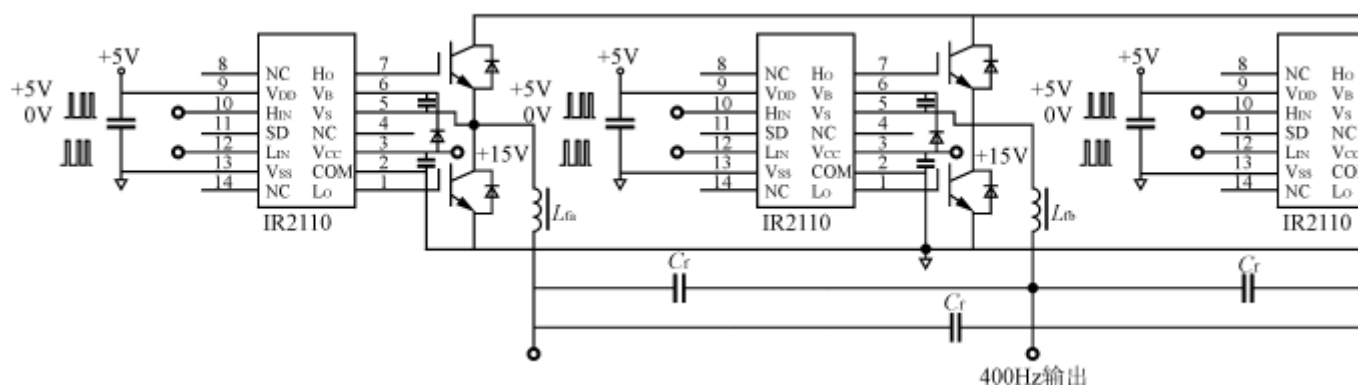 +5V
+5V
0V
8 NC HO 7
9 VDD VB 6
10 HIN VS 5
11 SD NC 4
12 LIN VCC 3
13 VSS COM 2
14 NC LO 1
IR2110
+15V
Lfa
+5V
+5V
0V
8 NC HO 7
9 VDD VB 6
10 HIN VS 5
11 SD NC 4
12 LIN VCC 3
13 VSS COM 2
14 NC LO 1
IR2110
+15V
Lfb
+5V
+5V
0V
8 NC HO
9 VDD VB
10 HIN VS
11 SD NC
12 LIN VCC
13 VSS COM
14 NC LO
IR2110
Cf
Cf
Cf
400Hz输出